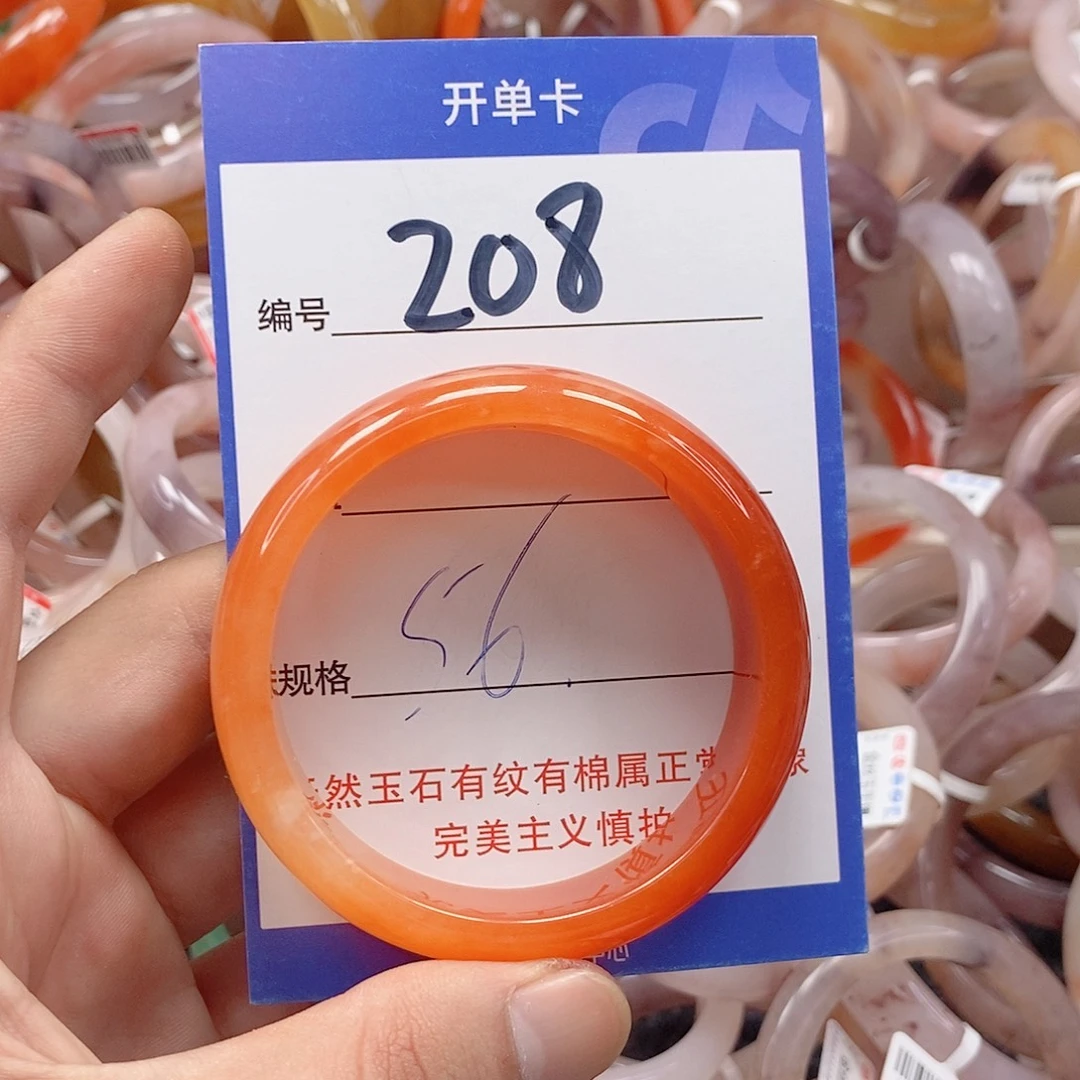 开单卡
编号 208
规格 56.
然玉石有纹有棉属正常
完美主义慎拍